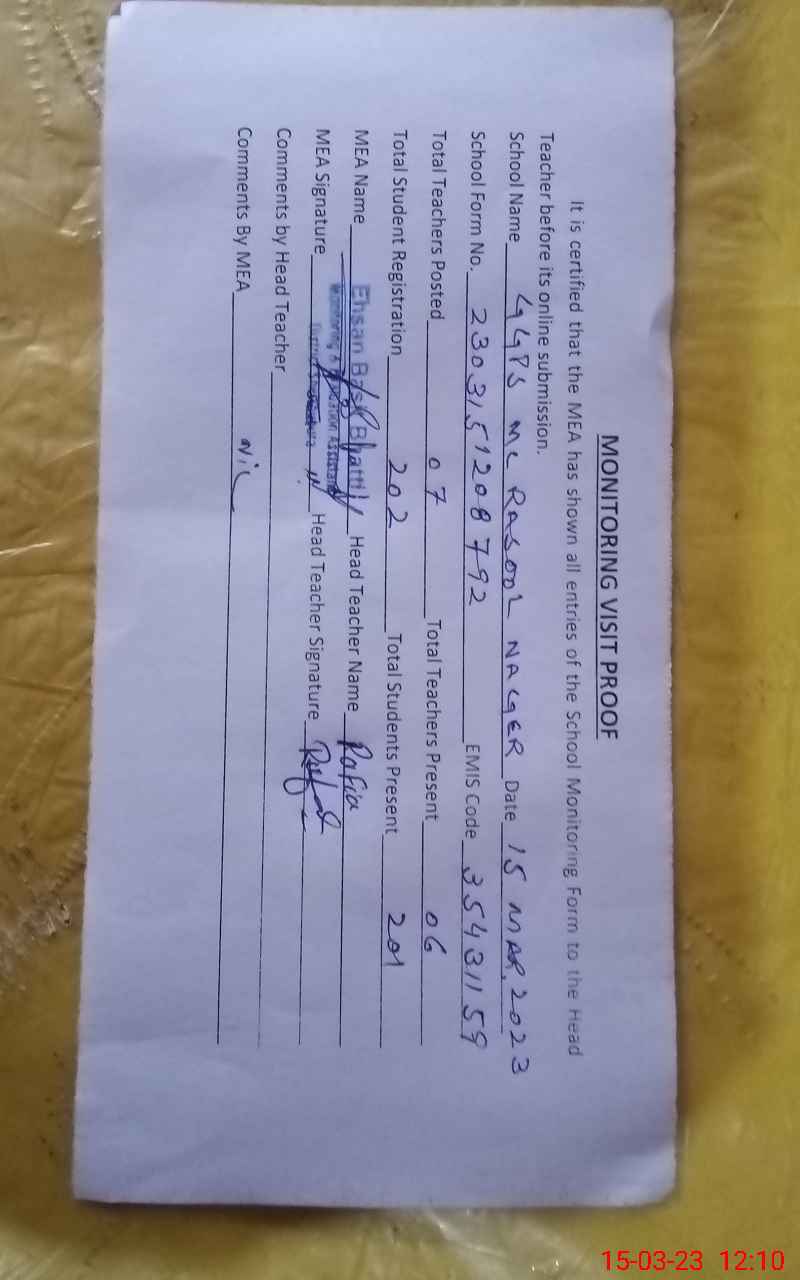 MONITORING VISIT PROOF
It is certified that the MEA has shown all entries of the School Monitoring Form to the Head
Teacher before its online submission.
School Name GGPS MC RASOOL NAGER Date 15 MAR, 2023
School Form No. 2303151208792 EMIS Code 35431159
Total Teachers Posted 07 Total Teachers Present 06
Total Student Registration 202 Total Students Present 201
MEA Name Ehsan Bhatti Head Teacher Name Rafia
Monitoring &
MEA Signature Head Teacher Signature
Comments by Head Teacher
Comments By MEA Nil
15-03-23 12:10